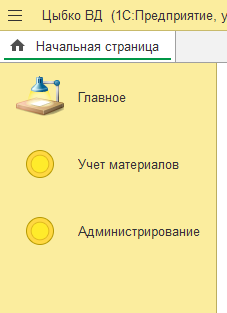 Цыбко ВД (1С:Предприятие, у
Начальная страница
Главное
Учет материалов
Администрирование